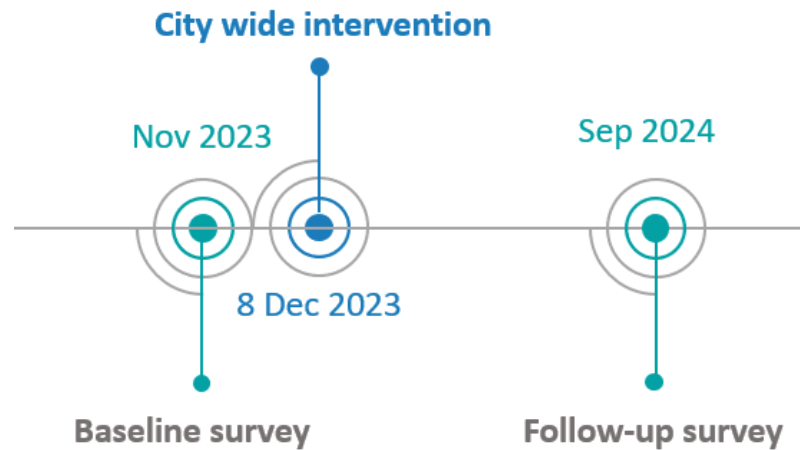 City wide intervention
Nov 2023
Sep 2024
8 Dec 2023
Baseline survey
Follow-up survey